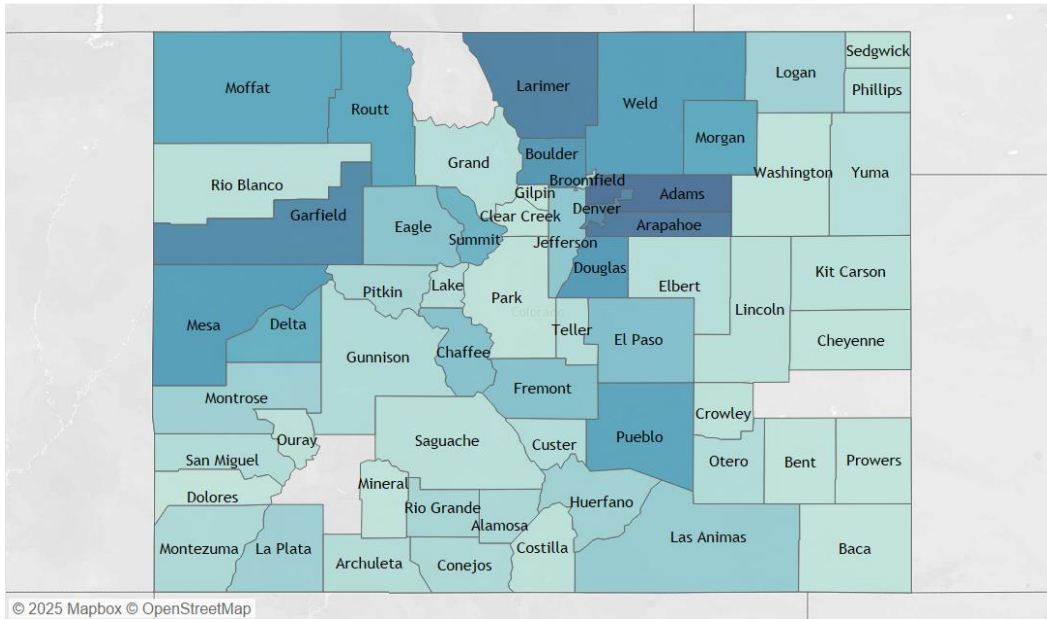 Sedgwick
Logan
Larimer
Moffat
Phillips
Weld
Routt
Morgan
Boulder
Grand
Washington
Yuma
Rio Blanco
Broomfield
Gilpin
Adams
Denver
Garfield
Clear Creek
Arapahoe
Eagle
Summit
Jefferson
Douglas
Kit Carson
Lake
Elbert
Pitkin
Park
Lincoln
Colorado
Mesa
Delta
Teller
El Paso
Cheyenne
Chaffee
Gunnison
Fremont
Montrose
Crowley
Pueblo
Ouray
Saguache
Custer
San Miguel
Otero
Bent
Prowers
Mineral
Dolores
Huerfano
Rio Grande
Alamosa
Las Animas
Montezuma
La Plata
Costilla
Baca
Archuleta
Conejos
© 2025 Mapbox © OpenStreetMap